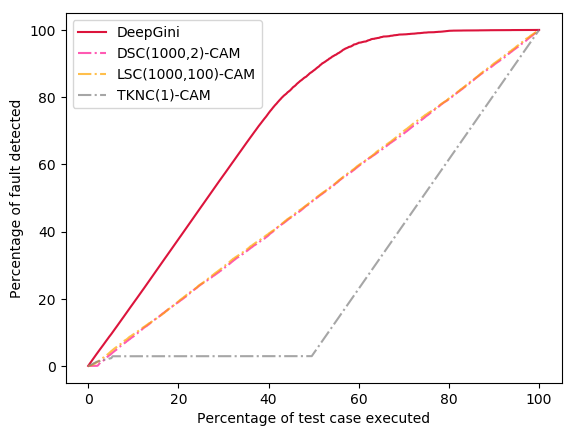 DeepGini
DSC(1000,2)-CAM
LSC(1000,100)-CAM
TKNC(1)-CAM
100
80
60
40
20
0
Percentage of fault detected
0 20 40 60 80 100
Percentage of test case executed